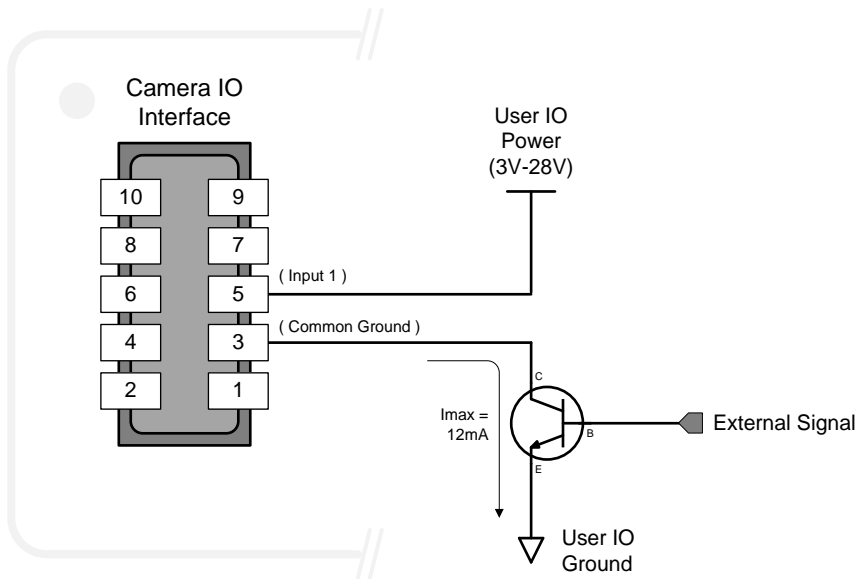 Camera IO
Interface
User IO
Power
(3V-28V)
10
9
8
7
6
5
( Input 1 )
4
3
( Common Ground )
2
1
Imax =
12mA
C
B
E
External Signal
User IO
Ground